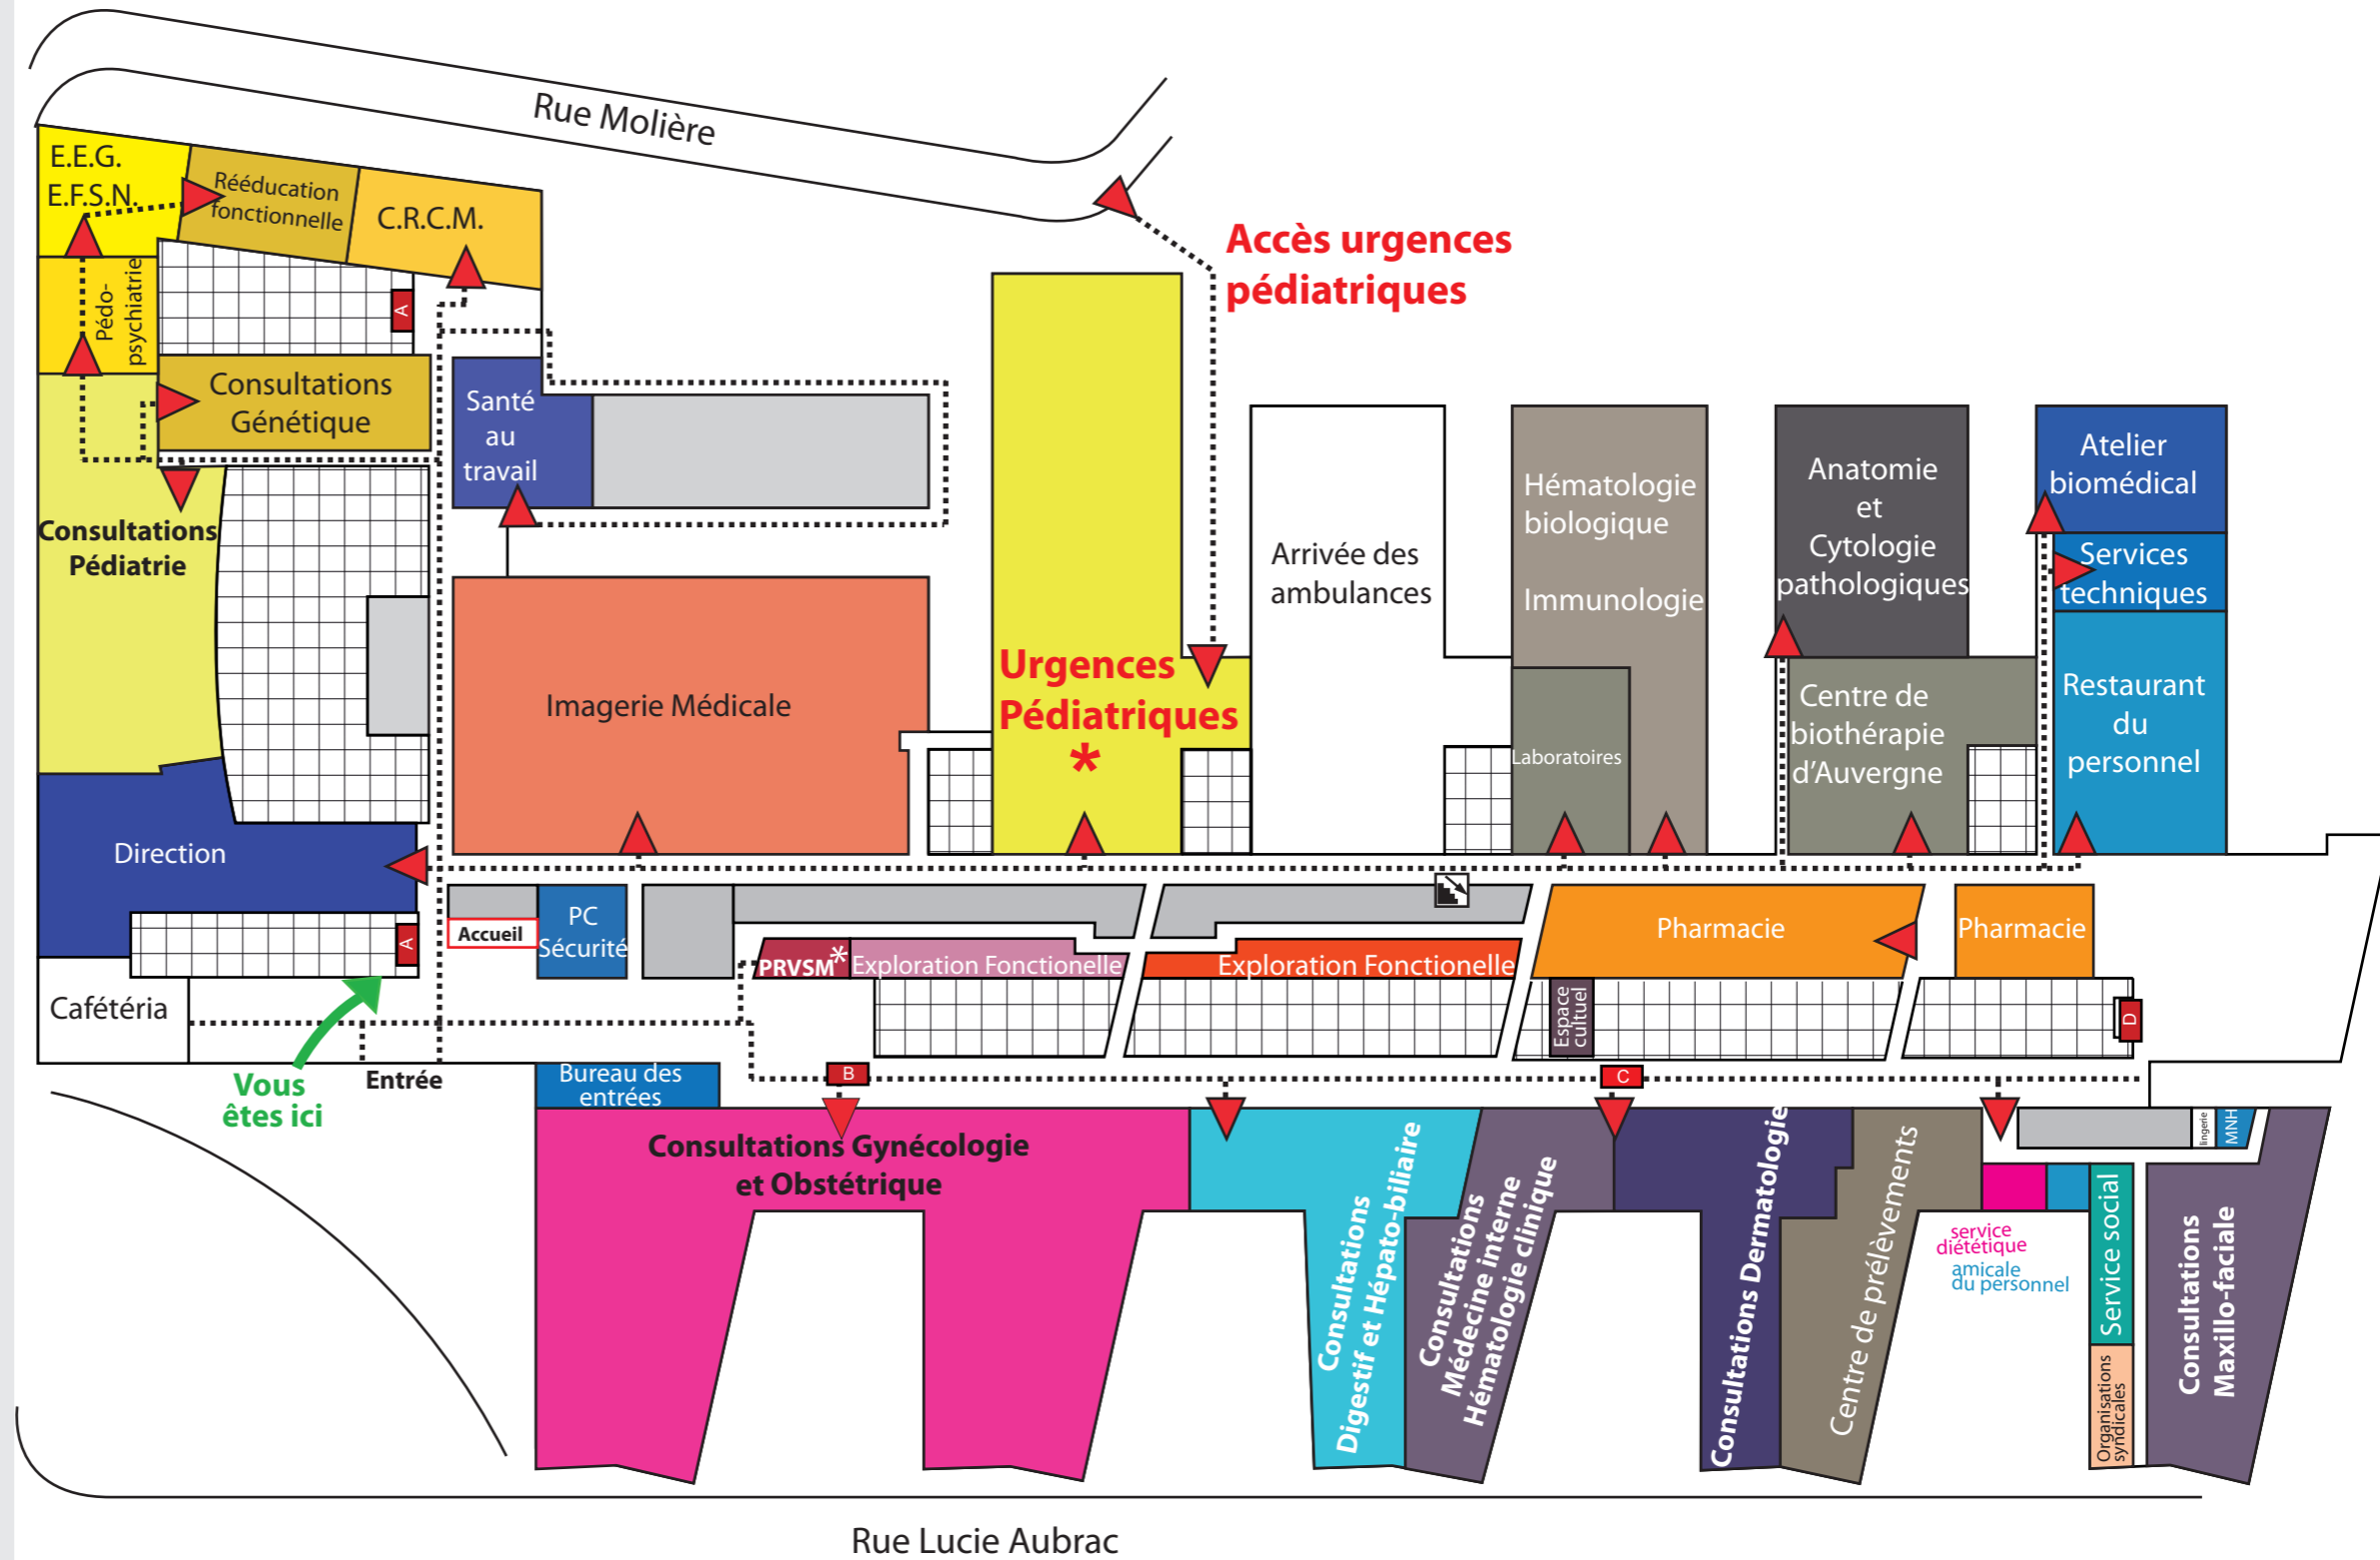 Rue Molière
E.E.G.
E.F.S.N.
Rééducation
fonctionnelle
C.R.C.M.
Accès urgences
pédiatriques
Pédo-
psychiatrie
A
Consultations
Génétique
Santé
au
travail
Consultations
Pédiatrie
Imagerie Médicale
Urgences
Pédiatriques
*
Arrivée des
ambulances
Hématologie
biologique
Immunologie
Laboratoires
Anatomie
et
Cytologie
pathologiques
Centre de
biothérapie
d'Auvergne
Atelier
biomédical
Services
techniques
Restaurant
du
personnel
Direction
A
Accueil
PC
Sécurité
PRVSM*
Exploration Fonctionelle
Exploration Fonctionelle
Pharmacie
Pharmacie
Espace
culturel
D
Cafétéria
Vous
êtes ici
Entrée
Bureau des
entrées
B
C
Consultations Gynécologie
et Obstétrique
Consultations
Digestif et Hépato-biliaire
Consultations
Médecine interne
Hématologie clinique
Consultations Dermatologie
Centre de prélèvements
service
diététique
amicale
du personnel
lingerie
MNH
Service social
Organisations
syndicales
Consultations
Maxillo-faciale
Rue Lucie Aubrac